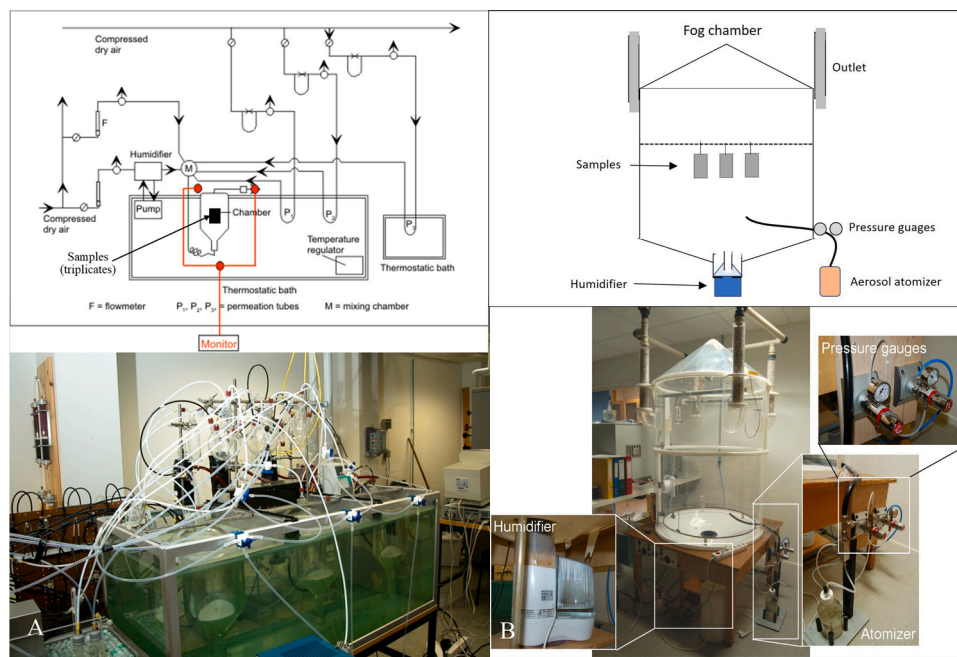 Compressed
dry air
F
Humidifier
M
Pump
Compressed
dry air
Chamber
P1
P2
P3
Samples
(triplicates)
Temperature
regulator
Thermostatic bath
Thermostatic bath
F = flowmeter P1, P2, P3, = permeation tubes M = mixing chamber
Monitor
A
Fog chamber
Outlet
Samples
Pressure guages
Humidifier
Aerosol atomizer
Pressure gauges
Humidifier
B
Atomizer